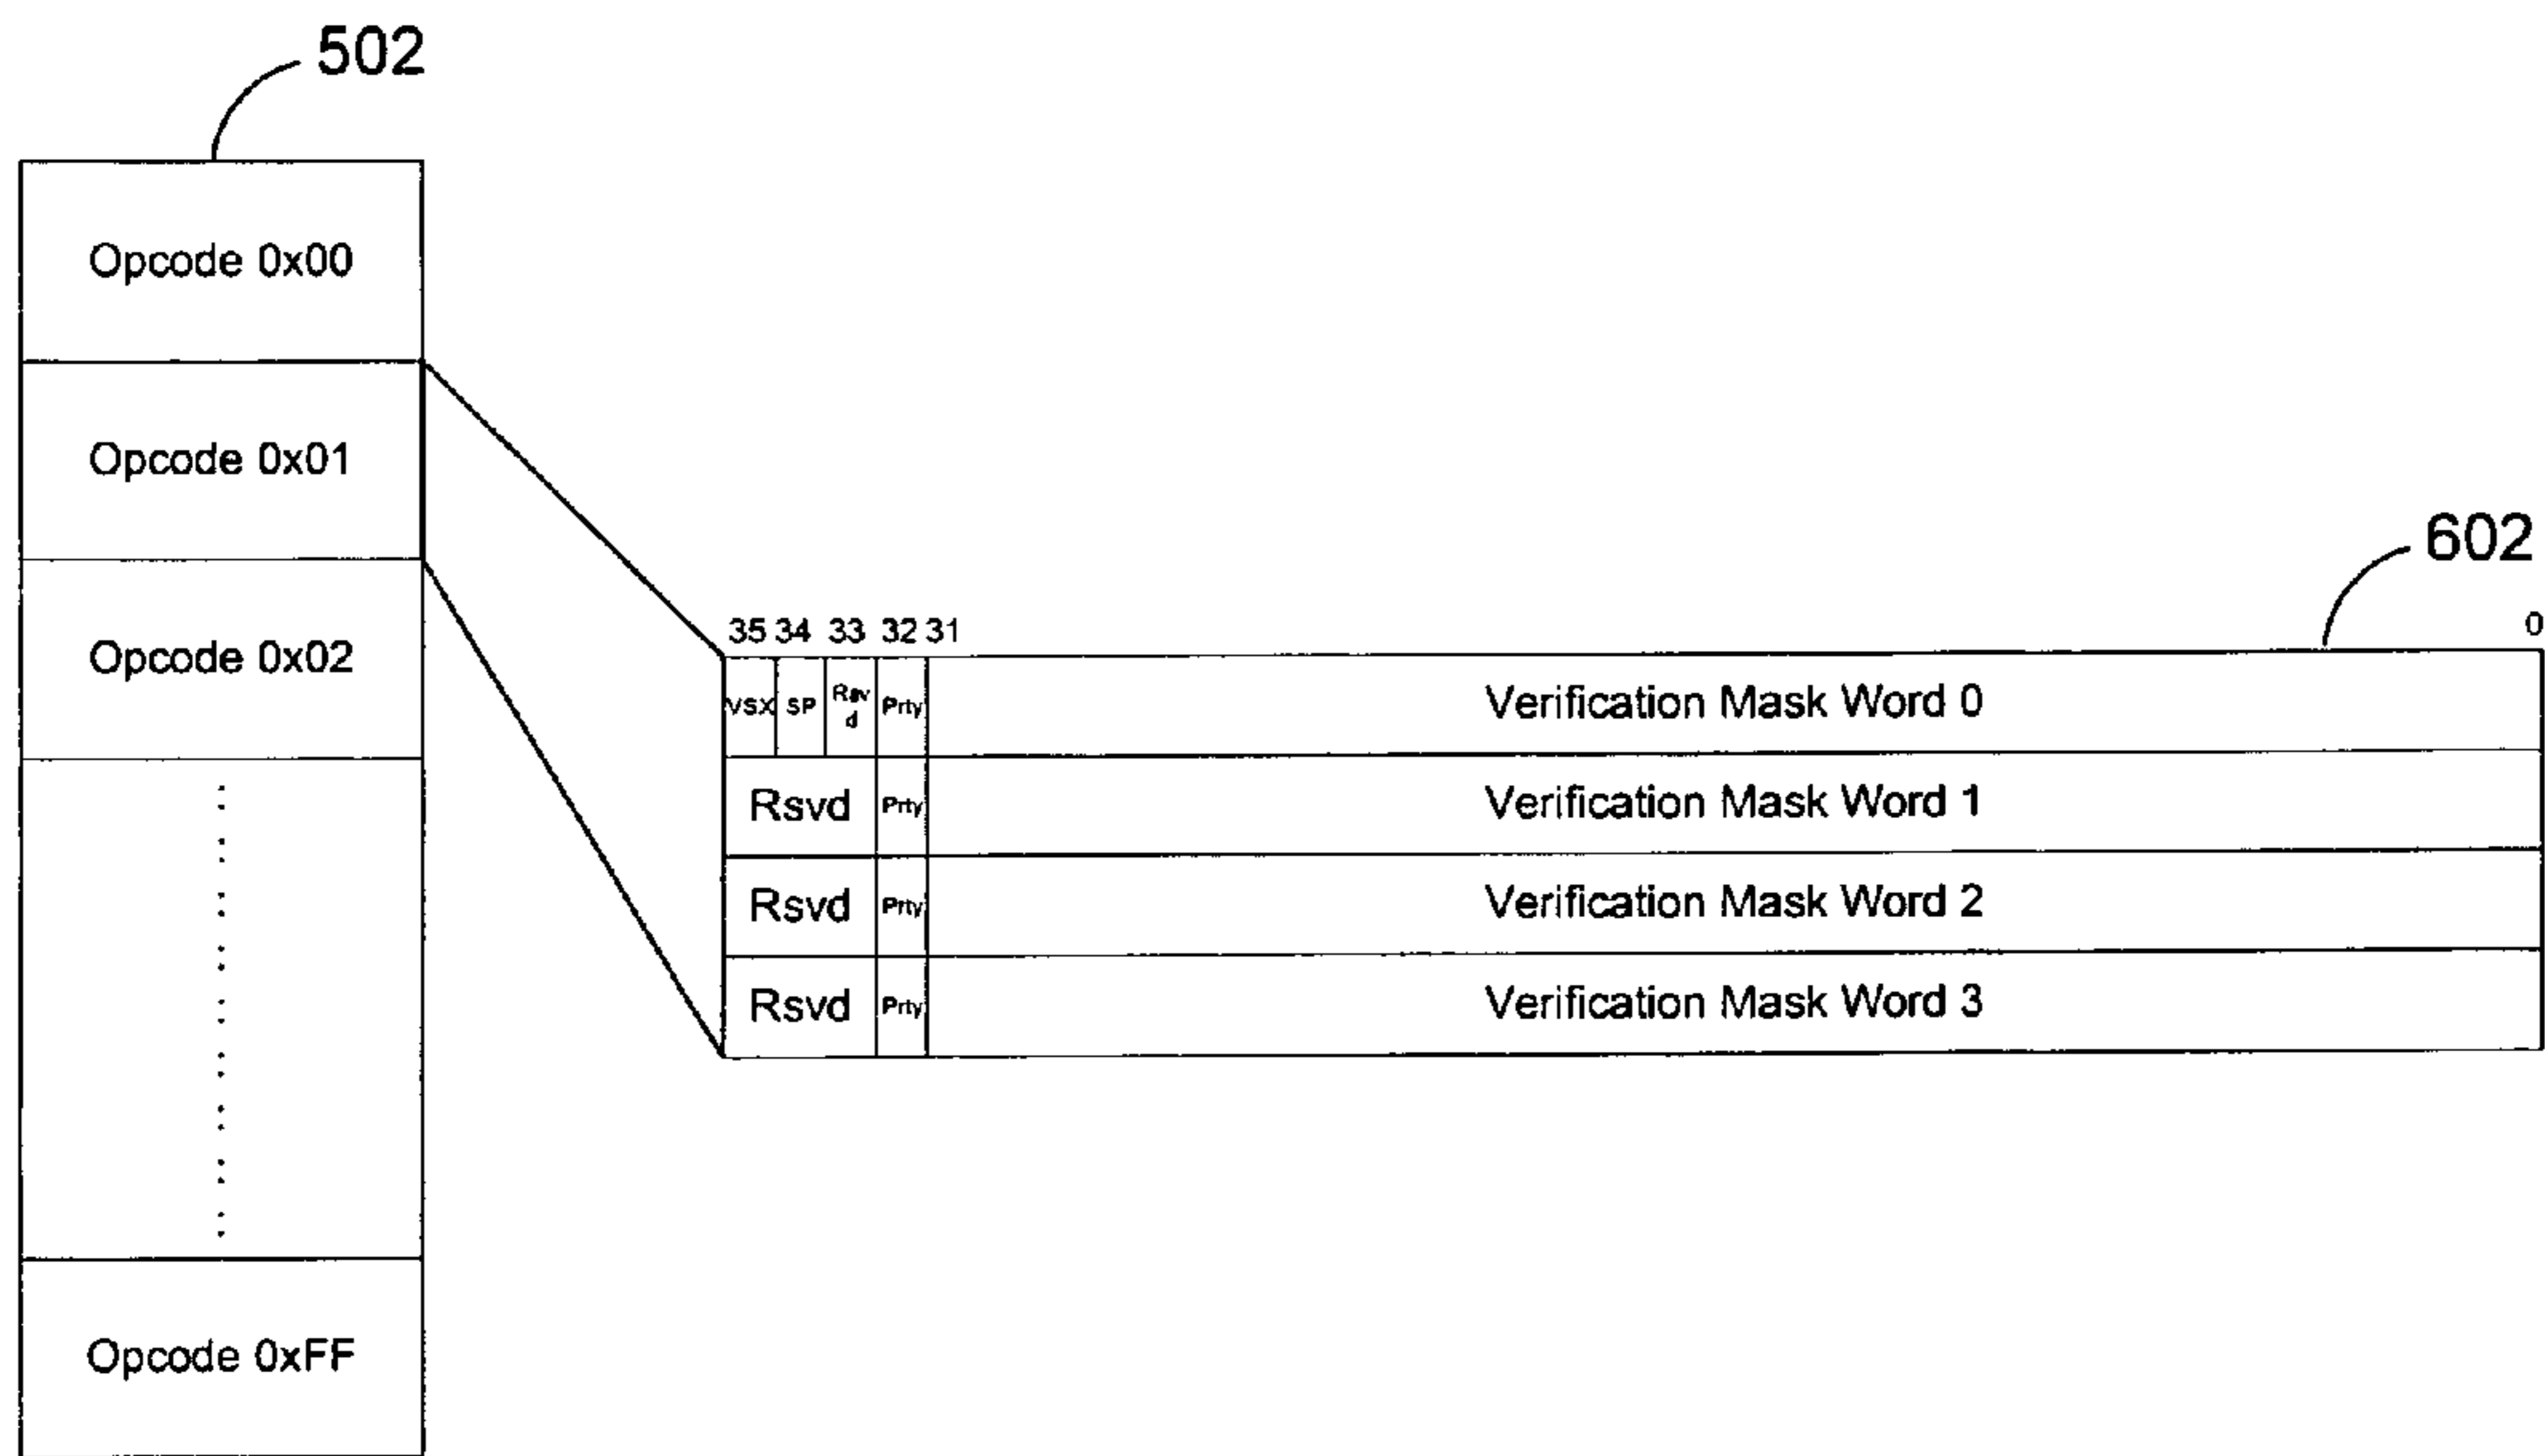 502
Opcode 0x00
Opcode 0x01
Opcode 0x02
Opcode 0xFF
602
35 34 33 32 31 0
VSX SP Rsv d Prty Verification Mask Word 0
Rsvd Prty Verification Mask Word 1
Rsvd Prty Verification Mask Word 2
Rsvd Prty Verification Mask Word 3